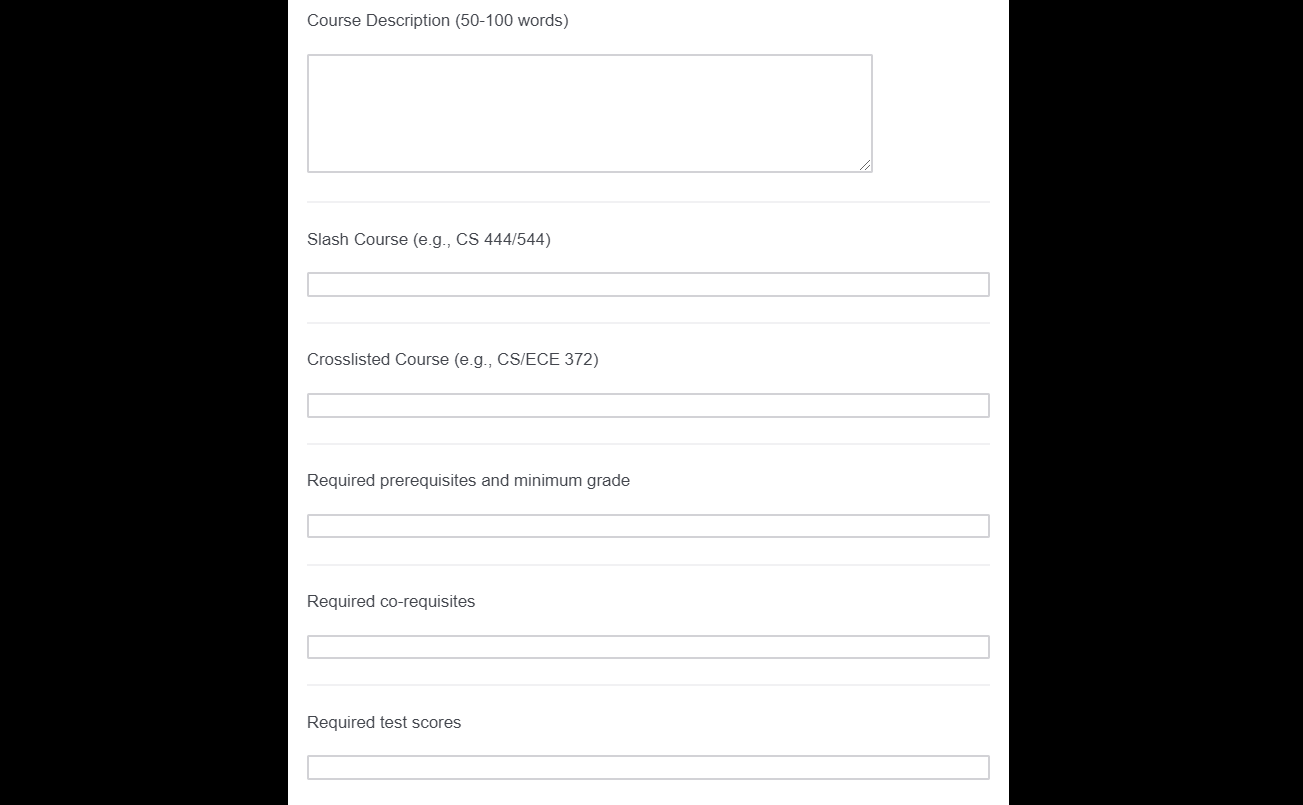 Course Description (50-100 words)
Slash Course (e.g., CS 444/544)
Crosslisted Course (e.g., CS/ECE 372)
Required prerequisites and minimum grade
Required co-requisites
Required test scores